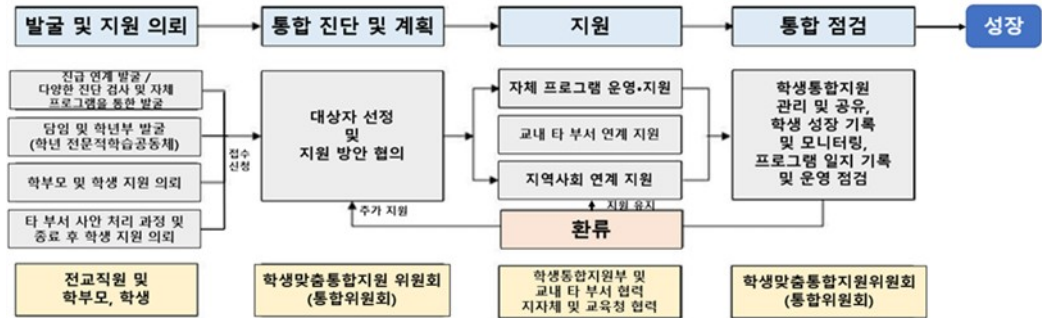 발굴 및 지원 의뢰
통합 진단 및 계획
지원
통합 점검
성장
진급 연계 발굴 /
다양한 진단 검사 및 자체
프로그램을 통한 발굴
담임 및 학년부 발굴
(학년 전문적학습공동체)
학부모 및 학생 지원 의뢰
타 부서 사안 처리 과정 및
종료 후 학생 지원 의뢰
접수
신청
대상자 선정
및
지원 방안 협의
자체 프로그램 운영•지원
교내 타 부서 연계 지원
지역사회 연계 지원
학생통합지원
관리 및 공유,
학생 성장 기록
및 모니터링,
프로그램 일지 기록
및 운영 점검
추가 지원
지원 유지
환류
전교직원 및
학부모, 학생
학생맞춤통합지원 위원회
(통합위원회)
학생통합지원부 및
교내 타 부서 협력
지자체 및 교육청 협력
학생맞춤통합지원위원회
(통합위원회)